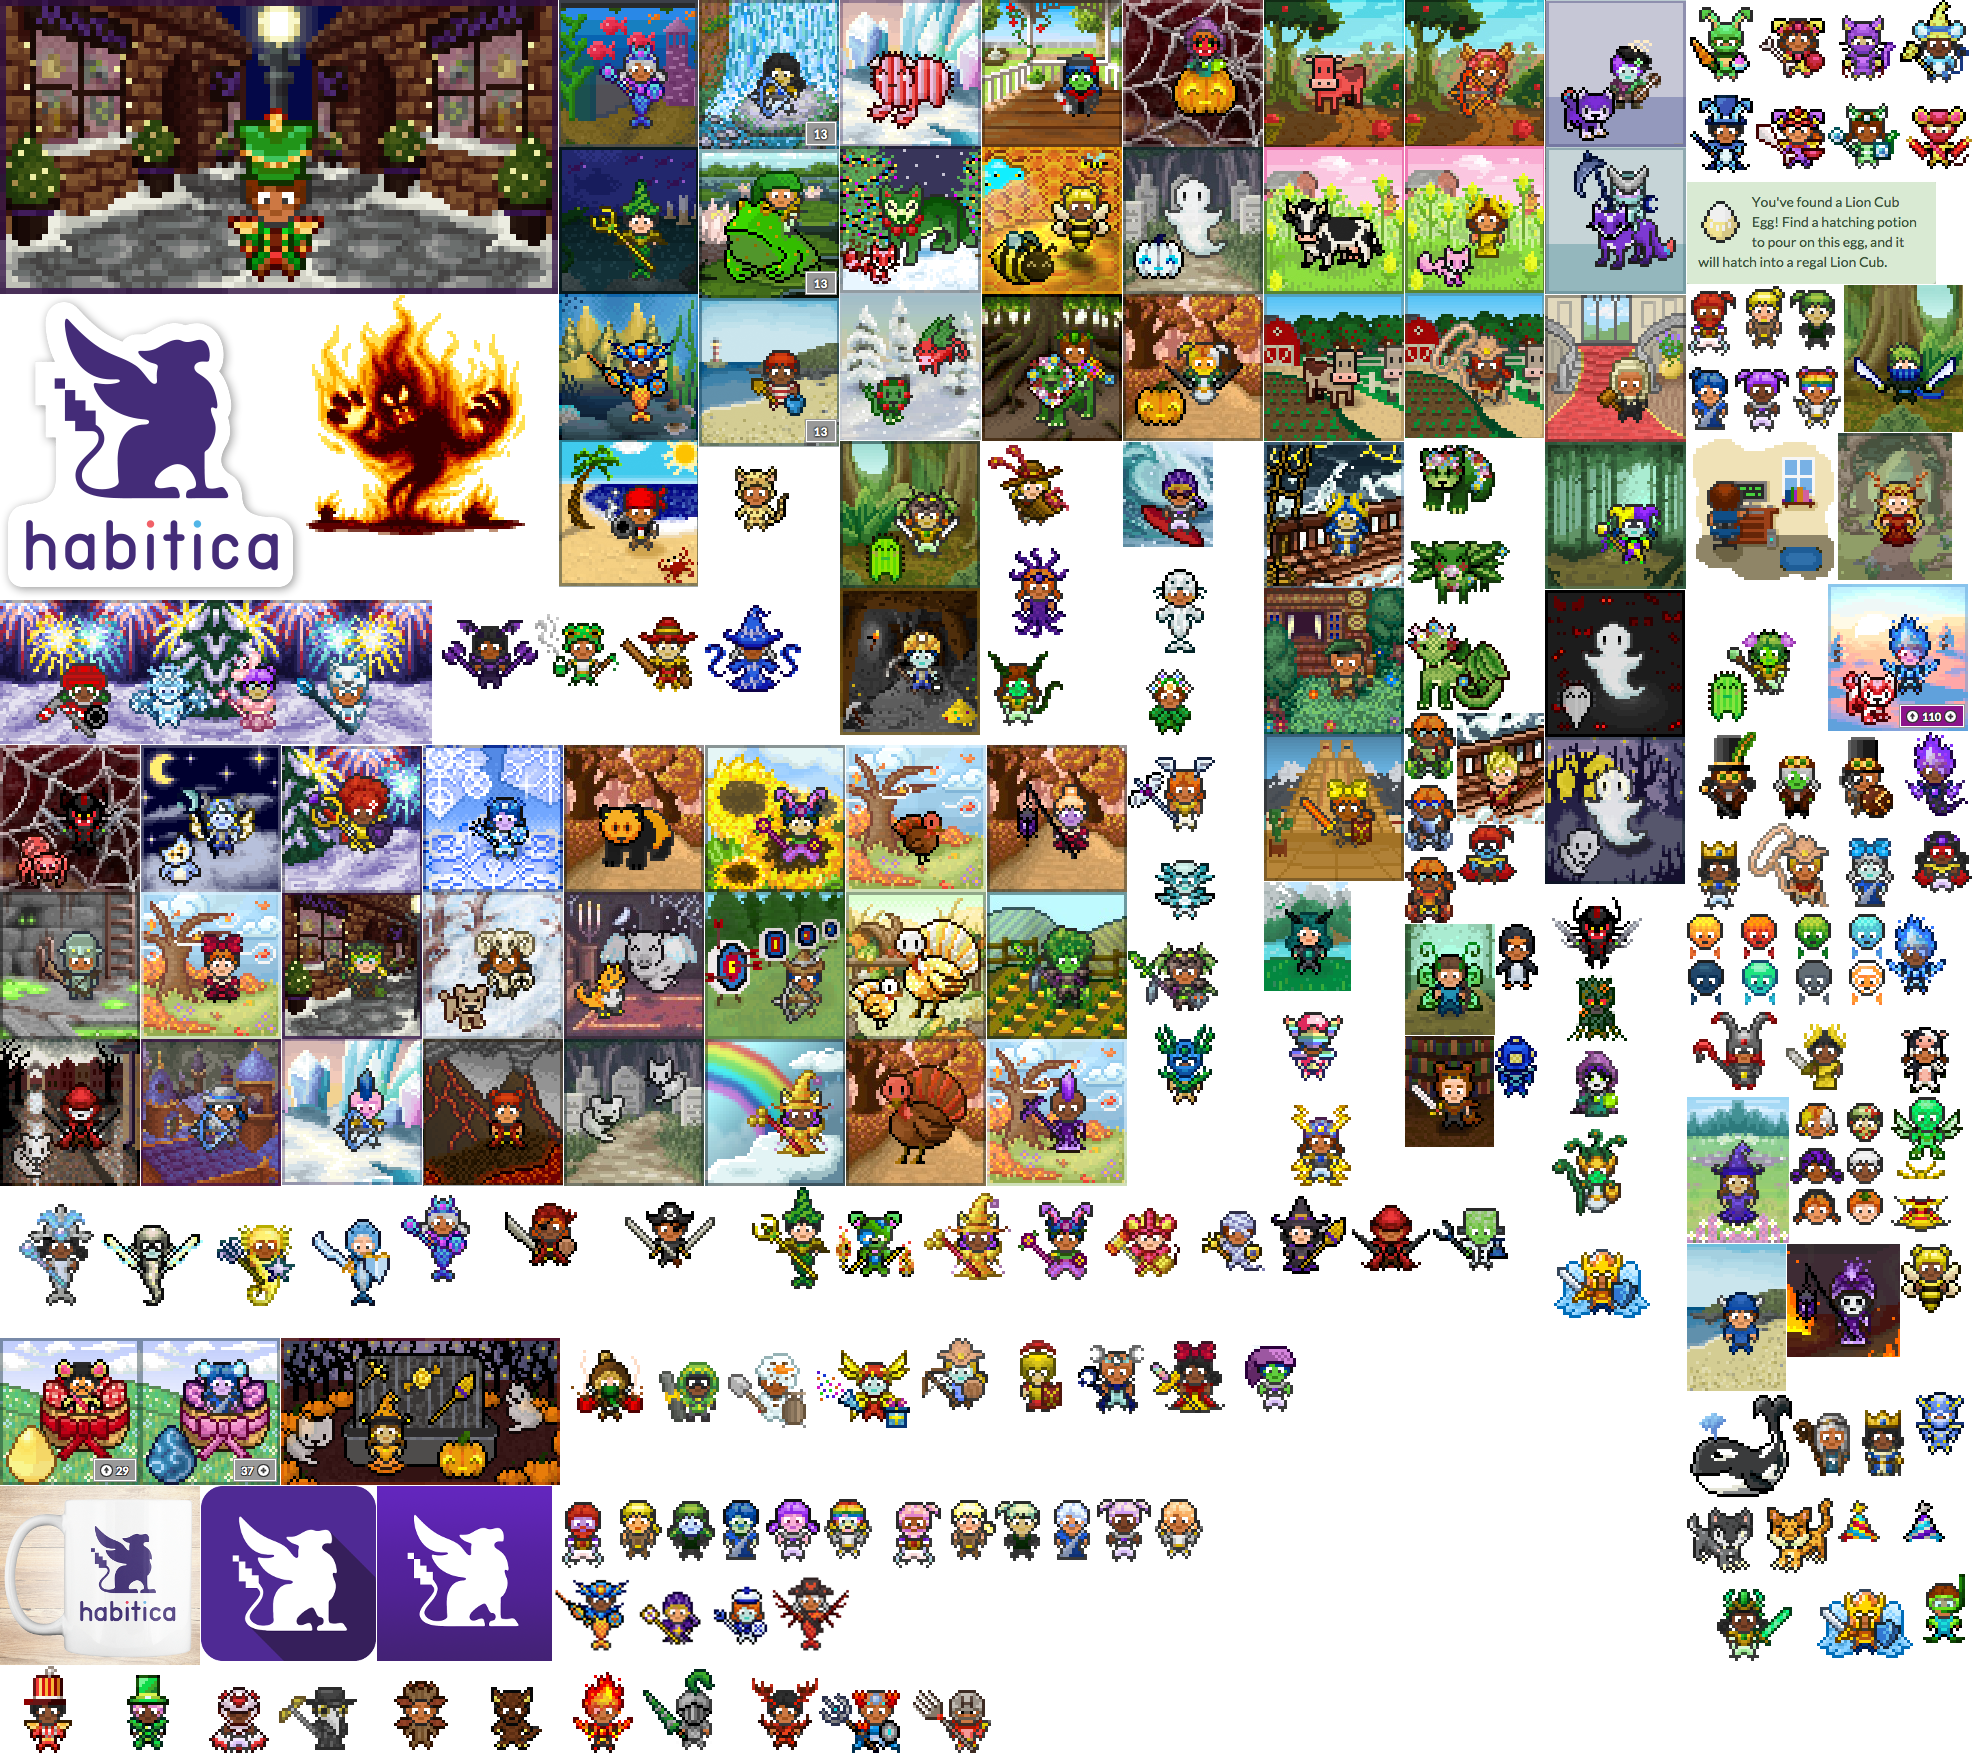 13
13
You've found a Lion Cub
Egg! Find a hatching potion
to pour on this egg, and it
will hatch into a regal Lion Cub.
13
habitica
110
29
37
habitica